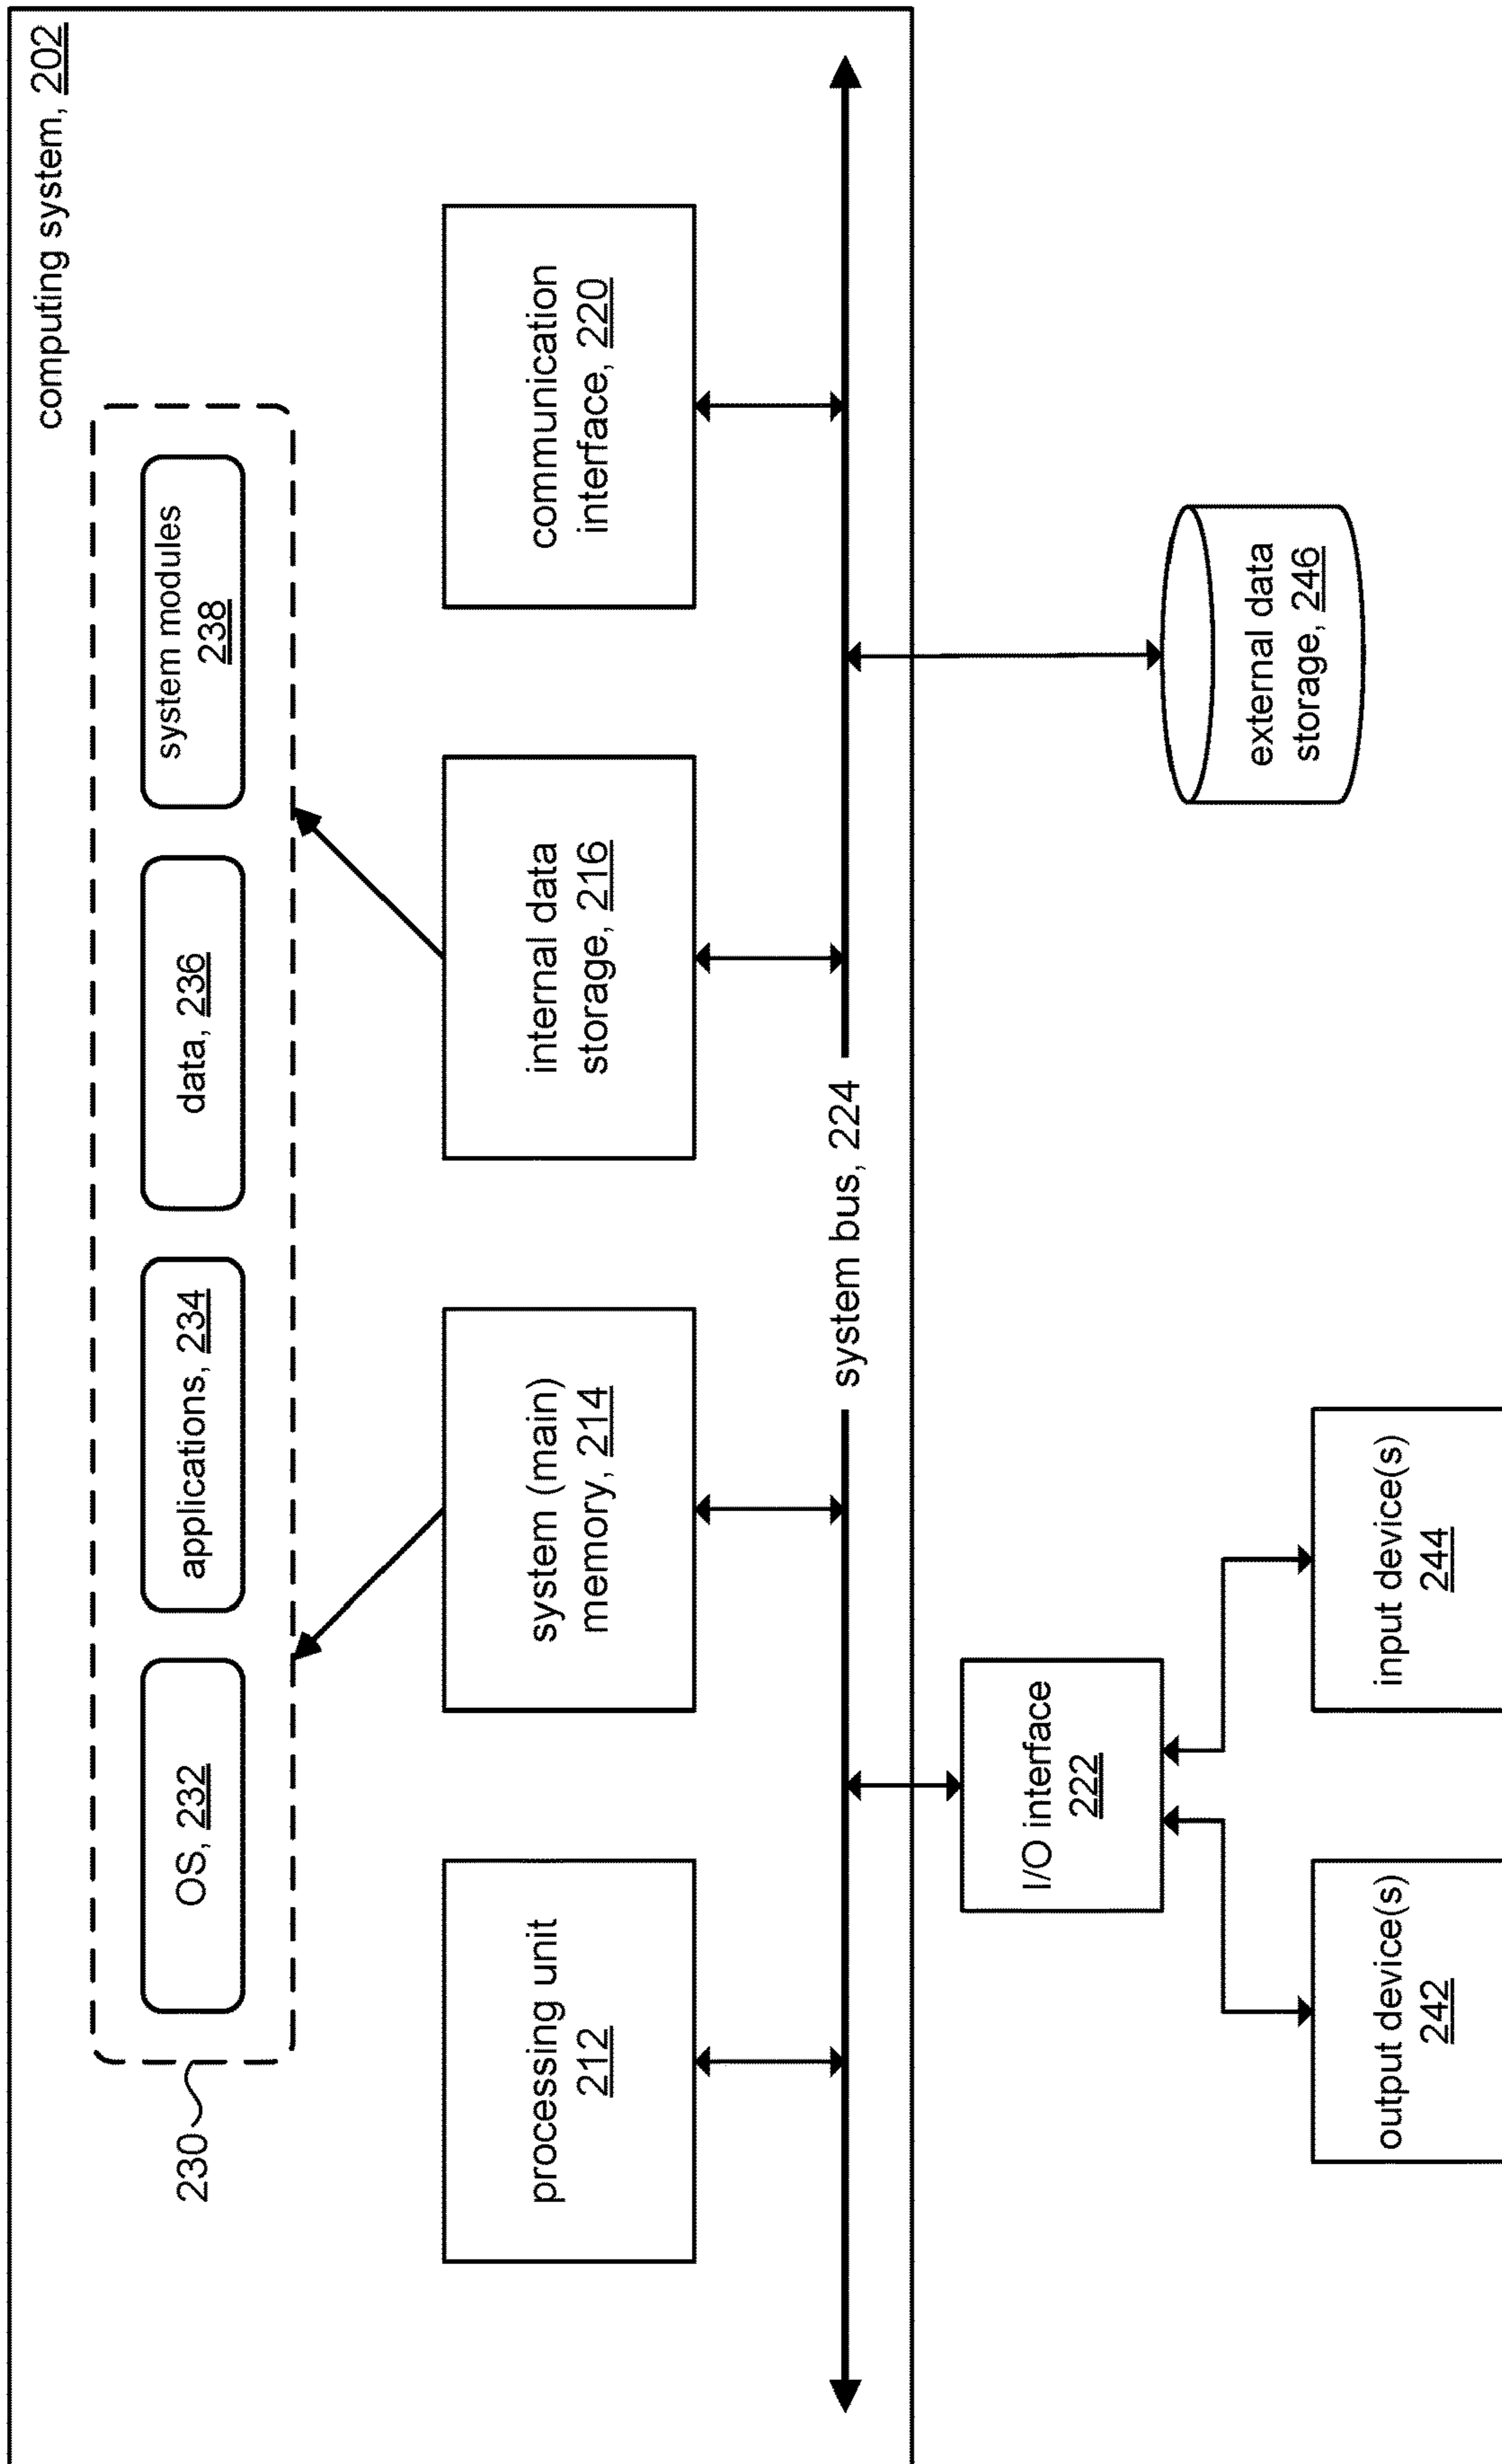 computing system, 202
230
OS, 232
applications, 234
data, 236
system modules
238
processing unit
212
system (main)
memory, 214
internal data
storage, 216
communication
interface, 220
system bus, 224
I/O interface
222
external data
storage, 246
output device(s)
242
input device(s)
244